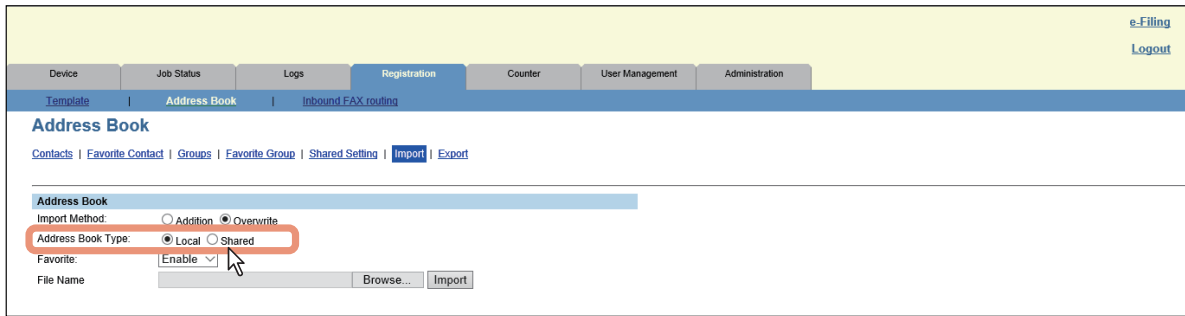 e-Filing
Logout
Device Job Status Logs Registration Counter User Management Administration
Template | Address Book | Inbound FAX routing
Address Book
Contacts | Favorite Contact | Groups | Favorite Group | Shared Setting | Import | Export
Address Book
Import Method: Addition Overwrite
Address Book Type: Local Shared
Favorite: Enable
File Name Browse... Import